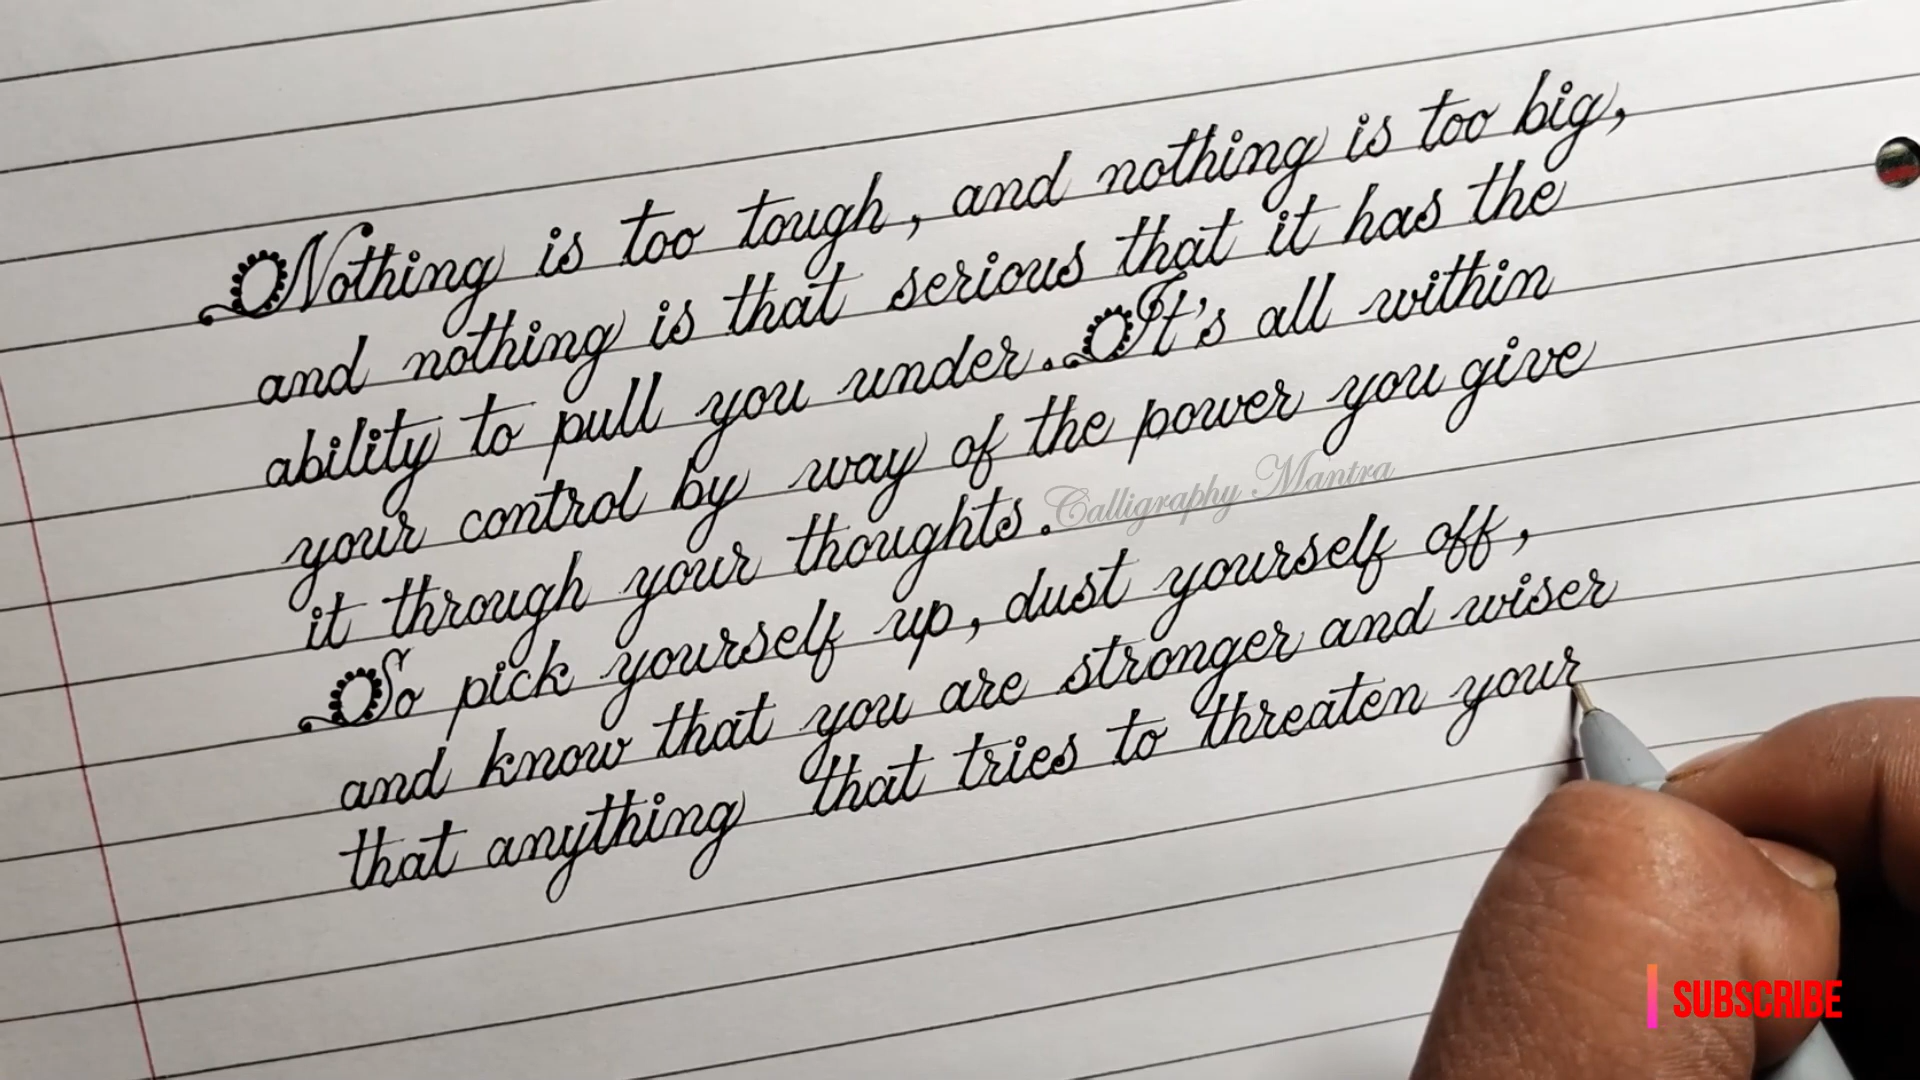 Nothing is too tough, and nothing is too big,
and nothing is that serious that it has the
ability to pull you under. It's all within
your control by way of the power you give
it through your thoughts.
Calligraphy Mantra
So pick yourself up, dust yourself off,
and know that you are stronger and wiser
that anything that tries to threaten your
SUBSCRIBE